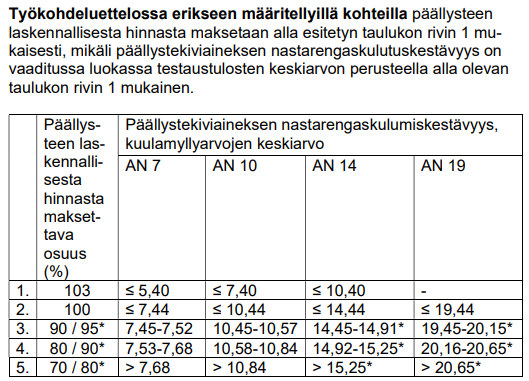 Työkohdeluettelossa erikseen määritellyillä kohteilla päällysteen
laskennallisesta hinnasta maksetaan alla esitetyn taulukon rivin 1 mu-
kaisesti, mikäli päällystekiviaineksen nastarengaskulutuskestävyys on
vaaditussa luokassa testaustulosten keskiarvon perusteella alla olevan
taulukon rivin 1 mukainen.
Päällys-
teen las-
kennalli-
sesta
hinnasta
makset-
tava
osuus
(%)
Päällystekiviaineksen nastarengaskulumiskestävyys,
kuulamyllyarvojen keskiarvo
AN 7 AN 10 AN 14 AN 19
1. 103 ≤ 5,40 ≤ 7,40 ≤ 10,40 -
2. 100 ≤ 7,44 ≤ 10,44 ≤ 14,44 ≤ 19,44
3. 90 / 95* 7,45-7,52 10,45-10,57 14,45-14,91* 19,45-20,15*
4. 80 / 90* 7,53-7,68 10,58-10,84 14,92-15,25* 20,16-20,65*
5. 70 / 80* > 7,68 > 10,84 > 15,25* > 20,65*